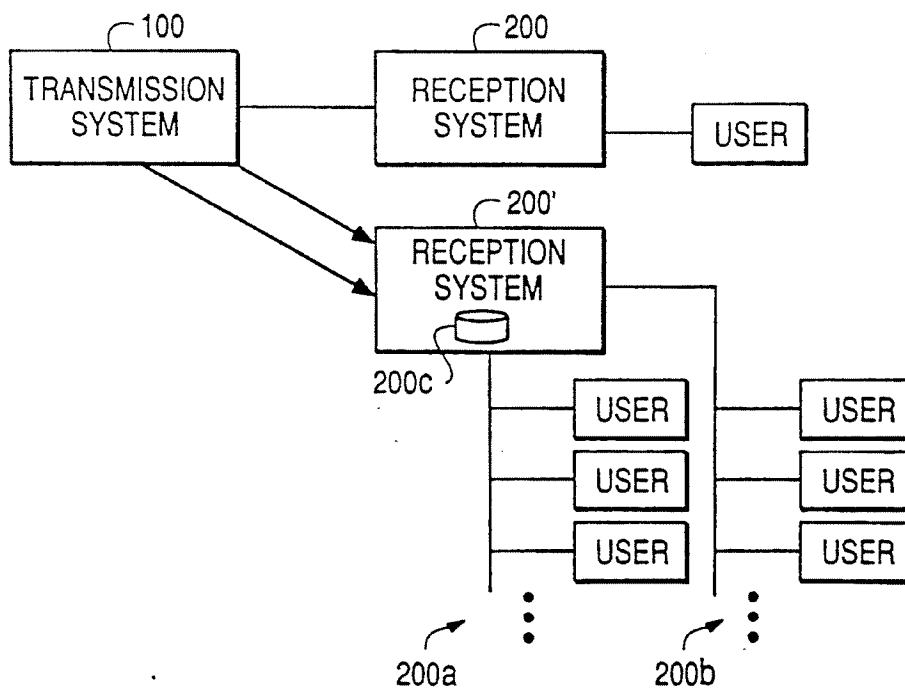 100
200
TRANSMISSION
SYSTEM
RECEPTION
SYSTEM
USER
200'
RECEPTION
SYSTEM
200c
USER
USER
USER
USER
USER
USER
200a
200b